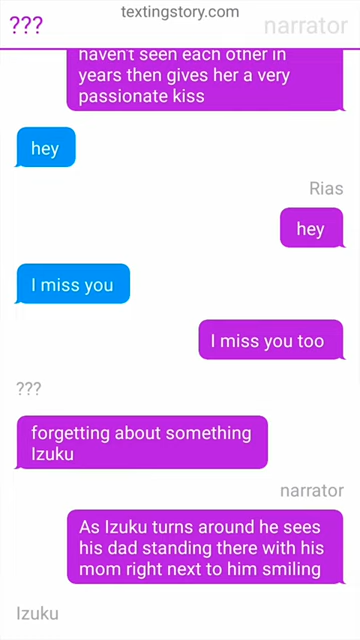 textingstory.com
???
narrator
haven't seen each other in
years then gives her a very
passionate kiss
hey
Rias
hey
I miss you
I miss you too
???
forgetting about something
Izuku
narrator
As Izuku turns around he sees
his dad standing there with his
mom right next to him smiling
Izuku